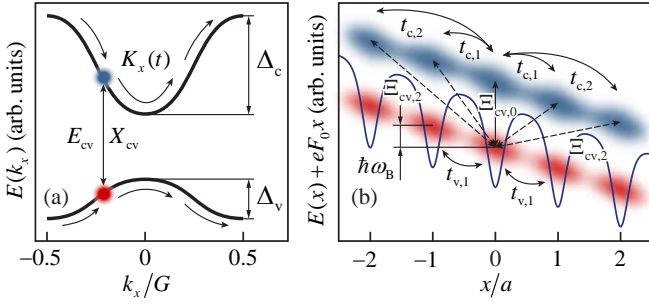 E(k_x) (arb. units)
K_x(t)
Δ_c
E_cv
X_cv
(a)
Δ_v
−0.5
0.0
0.5
k_x/G
E(x) + eF_0x (arb. units)
t_c,2
t_c,1
t_c,1
t_c,2
Ξ_cv,2
Ξ_cv,0
Ξ_cv,2
ħω_B
t_v,1
t_v,1
(b)
-2
-1
0
1
2
x/a